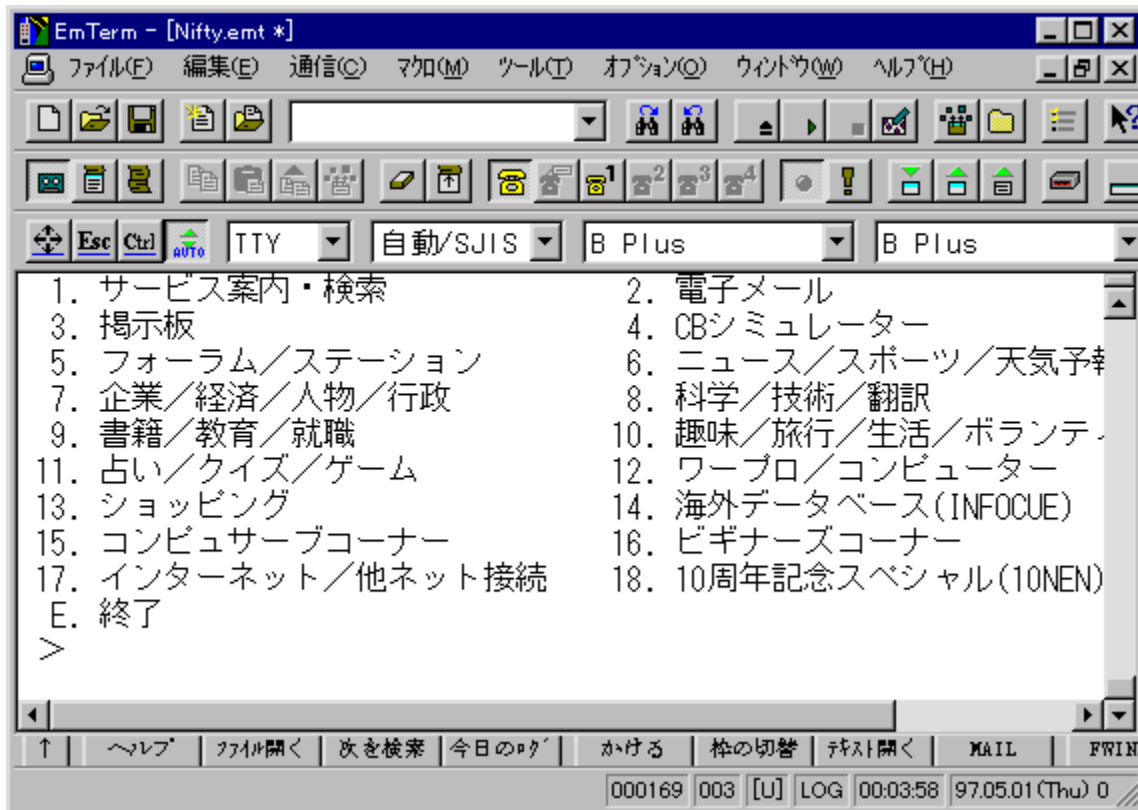 EmTerm - [Nifty.emt *]
ファイル(F) 編集(E) 通信(C) マクロ(M) ツール(T) オプション(O) ウィンドウ(W) ヘルプ(H)
1 2 3 4
Esc Ctrl AUTO TTY 自動/SJIS B Plus B Plus
1. サービス案内・検索 2. 電子メール
3. 掲示板 4. CBシミュレーター
5. フォーラム／ステーション 6. ニュース／スポーツ／天気予報
7. 企業／経済／人物／行政 8. 科学／技術／翻訳
9. 書籍／教育／就職 10. 趣味／旅行／生活／ボランティ
11. 占い／クイズ／ゲーム 12. ワープロ／コンピューター
13. ショッピング 14. 海外データベース(INFOCUE)
15. コンピュサーブコーナー 16. ビギナーズコーナー
17. インターネット／他ネット接続 18. 10周年記念スペシャル(10NEN)
E. 終了
>
↑ ヘルプ ファイル開く 次を検索 今日のログ かける 枠の切替 テキスト開く MAIL FWIN
000169 003 [U] LOG 00:03:58 97.05.01(Thu) 0